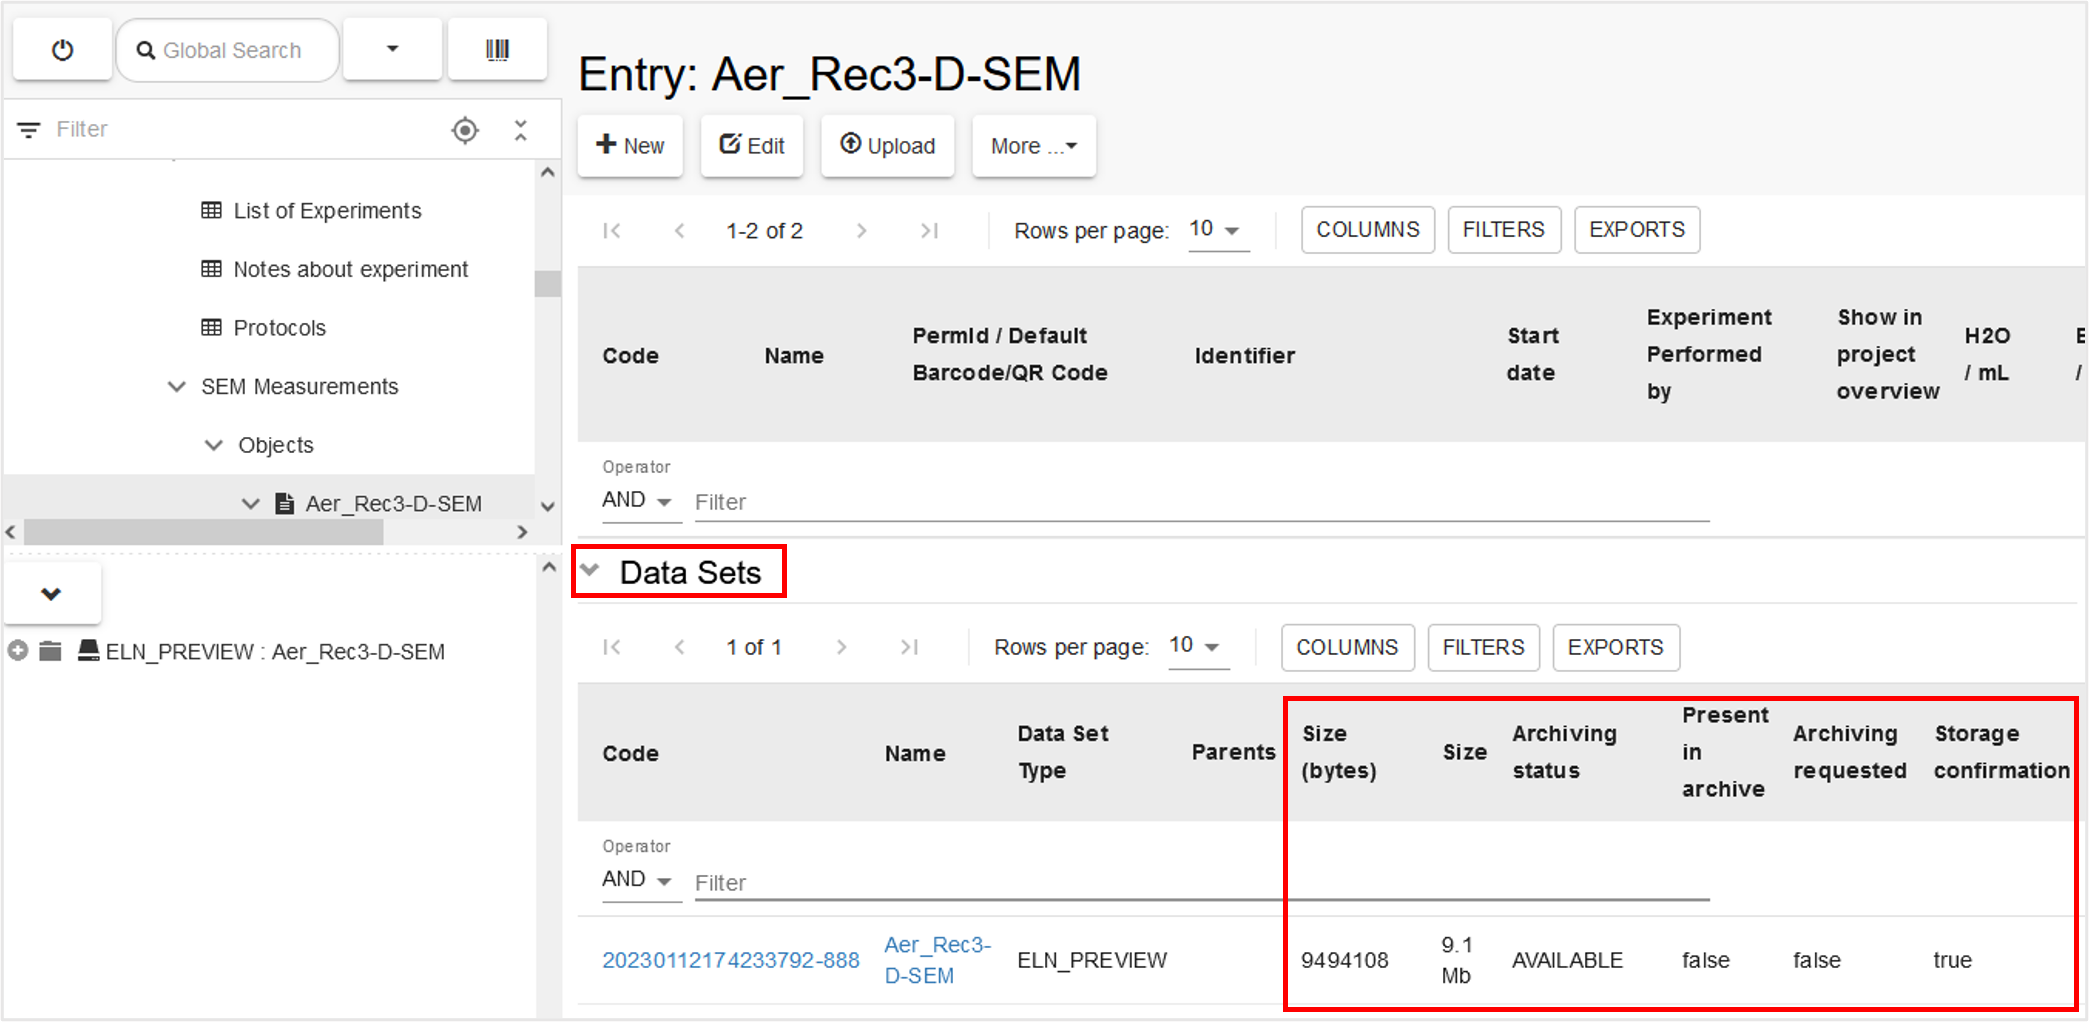 Global Search
Filter
List of Experiments
Notes about experiment
Protocols
SEM Measurements
Objects
Aer_Rec3-D-SEM
ELN_PREVIEW : Aer_Rec3-D-SEM
Entry: Aer_Rec3-D-SEM
New Edit Upload More ...
1-2 of 2 Rows per page: 10 COLUMNS FILTERS EXPORTS
Code Name PermId / Default Barcode/QR Code Identifier Start date Experiment Performed by Show in project overview H2O / mL E /
Operator
AND Filter
Data Sets
1 of 1 Rows per page: 10 COLUMNS FILTERS EXPORTS
Code Name Data Set Type Parents Size (bytes) Size Archiving status Present in archive Archiving requested Storage confirmation
Operator
AND Filter
20230112174233792-888 Aer_Rec3-D-SEM ELN_PREVIEW 9494108 9.1 Mb AVAILABLE false false true